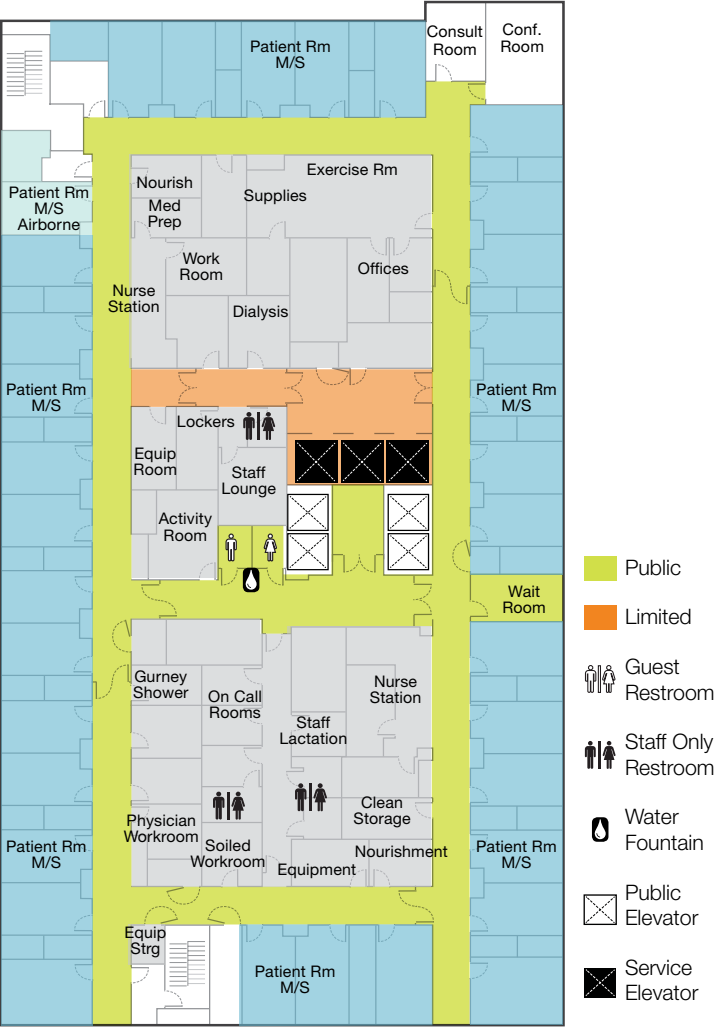 Consult
Room
Conf.
Room
Patient Rm
M/S
Exercise Rm
Nourish
Supplies
Med
Prep
Patient Rm
M/S
Airborne
Work
Room
Offices
Nurse
Station
Dialysis
Patient Rm
M/S
Patient Rm
M/S
Lockers
Equip
Room
Staff
Lounge
Activity
Room
Wait
Room
Gurney
Shower
On Call
Rooms
Nurse
Station
Staff
Lactation
Clean
Storage
Physician
Workroom
Soiled
Workroom
Nourishment
Equipment
Patient Rm
M/S
Patient Rm
M/S
Equip
Strg
Patient Rm
M/S
Public
Limited
Guest
Restroom
Staff Only
Restroom
Water
Fountain
Public
Elevator
Service
Elevator